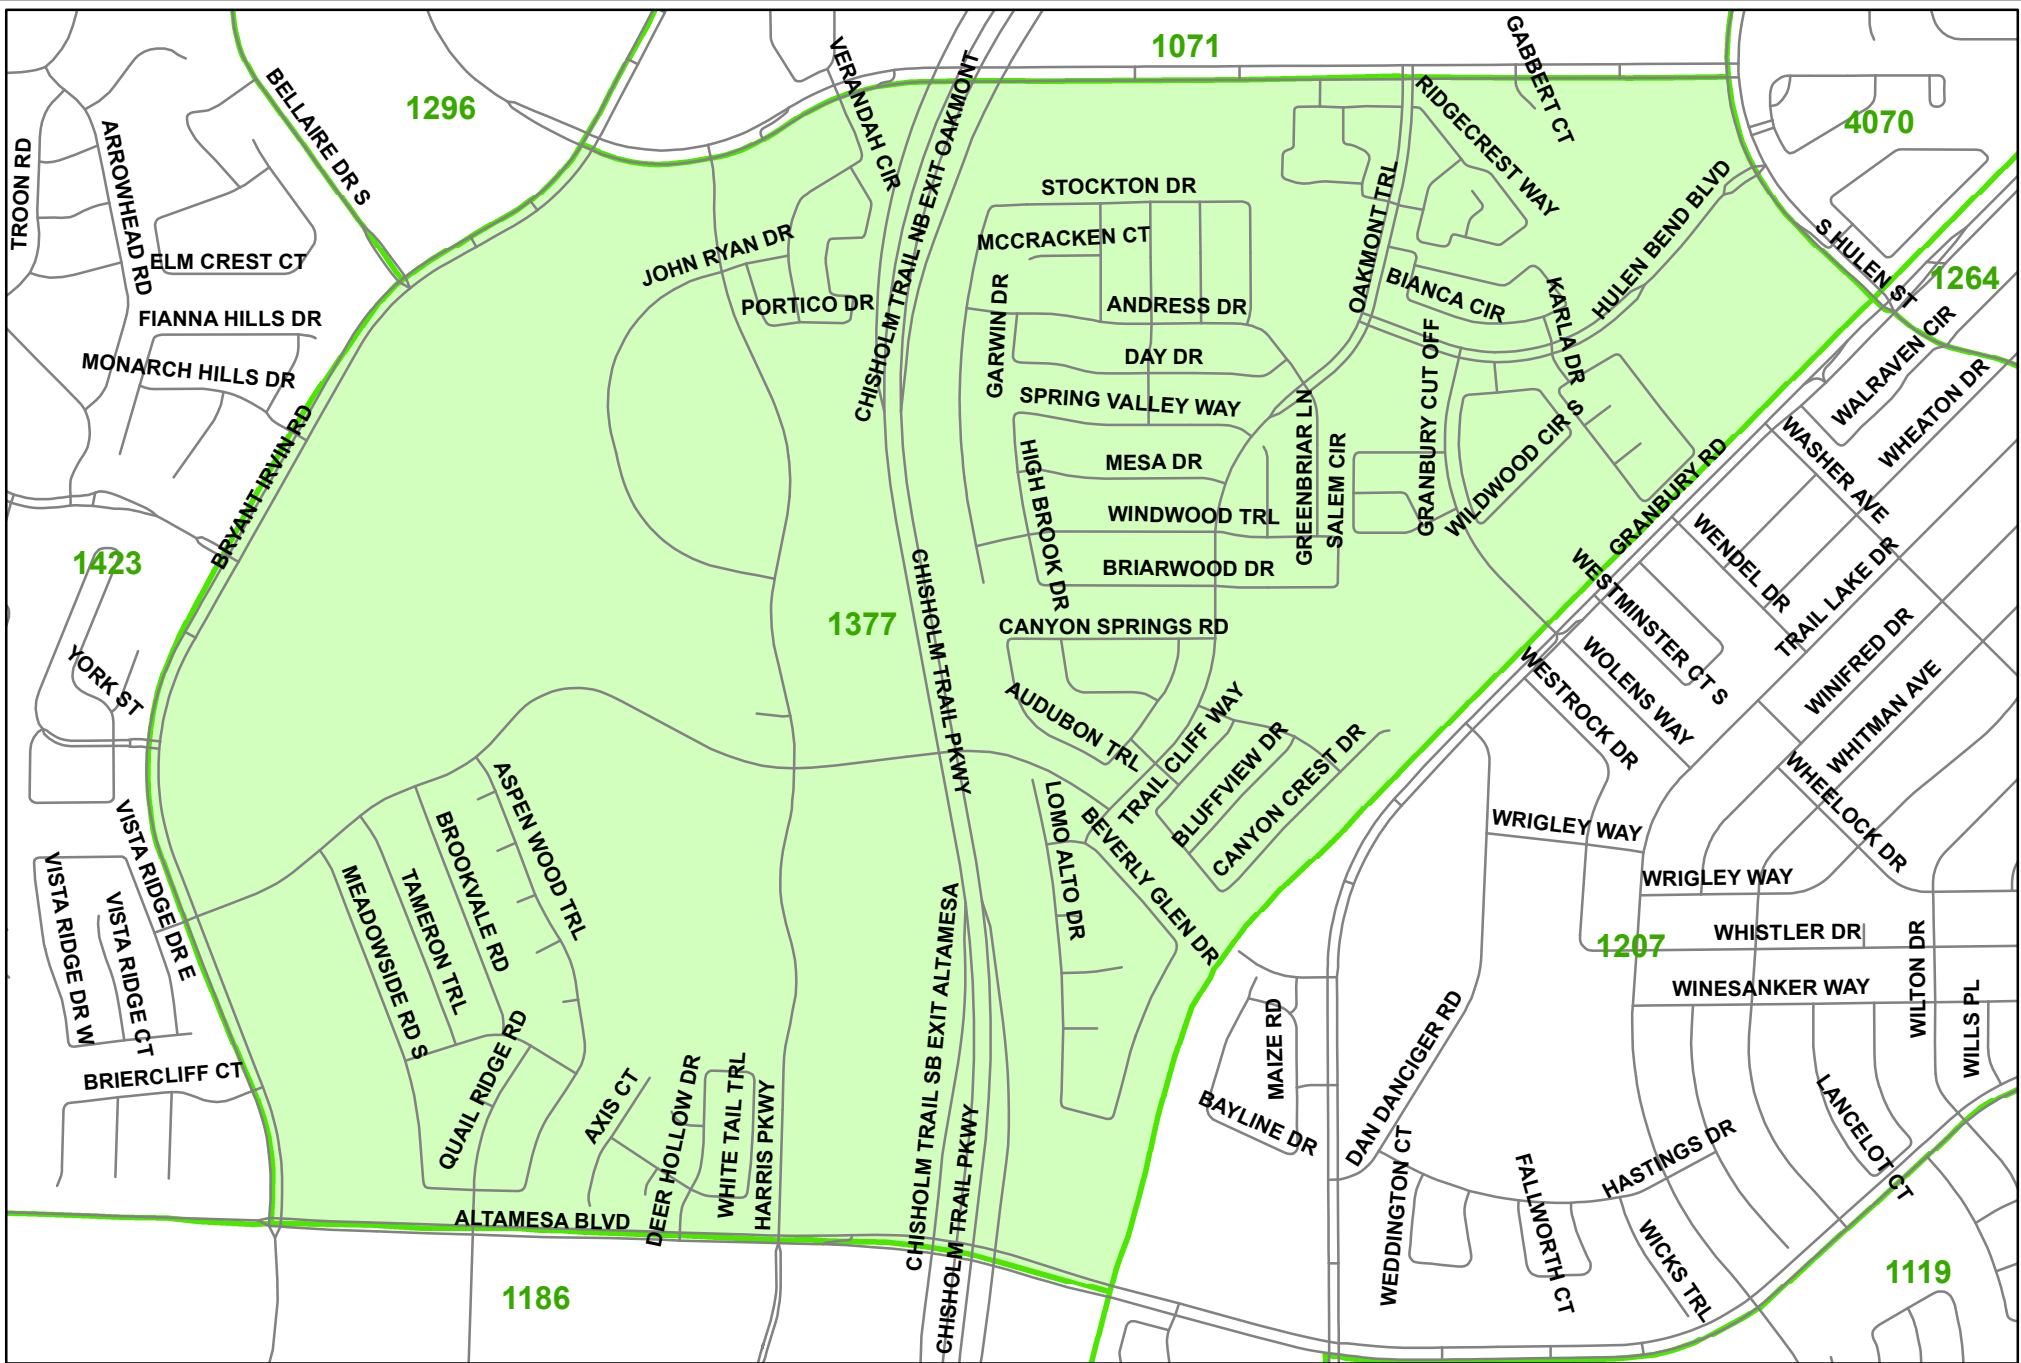 1071
GABBERT CT
VERANDAH CIR
BELLAIRE DR S
1296
CHISHOLM TRAIL NB EXIT OAKMONT
RIDGECREST WAY
4070
TROON RD
ARROWHEAD RD
STOCKTON DR
OAKMONT TRL
HULEN BEND BLVD
MCCRACKEN CT
JOHN RYAN DR
ELM CREST CT
S HULEN ST
1264
PORTICO DR
GARWIN DR
ANDRESS DR
BIANCA CIR
KARLA DR
FIANNA HILLS DR
DAY DR
GRANBURY CUT OFF
WALRAVEN CIR
MONARCH HILLS DR
SPRING VALLEY WAY
WHEATON DR
BRYANT IRVIN RD
HIGH BROOK DR
MESA DR
GREENBRIAR LN
SALEM CIR
WILDWOOD CIR S
WASHER AVE
GRANBURY RD
WINDWOOD TRL
WENDEL DR
1423
BRIARWOOD DR
WESTMINSTER CT S
TRAIL LAKE DR
1377
CHISHOLM TRAIL PKWY
CANYON SPRINGS RD
WINIFRED DR
YORK ST
WESTROCK DR
WOLENS WAY
WHITMAN AVE
AUDUBON TRL
TRAIL CLIFF WAY
BLUFFVIEW DR
CANYON CREST DR
WHEELOCK DR
ASPEN WOOD TRL
LOMO ALTO DR
BEVERLY GLEN DR
WRIGLEY WAY
VISTA RIDGE DR E
BROOKVALE RD
TAMERON TRL
MEADOWSIDE RD S
WRIGLEY WAY
VISTA RIDGE DR W
VISTA RIDGE CT
CHISHOLM TRAIL SB EXIT ALTAMESA
WHISTLER DR
1207
WILTON DR
WINESANKER WAY
WILLS PL
MAIZE RD
DAN DANCIGER RD
BRIERCLIFF CT
QUAIL RIDGE RD
AXIS CT
DEER HOLLOW DR
WHITE TAIL TRL
HARRIS PKWY
BAYLINE DR
LANCELOT CT
HASTINGS DR
WEDDINGTON CT
FALLWORTH CT
WICKS TRL
ALTAMESA BLVD
CHISHOLM TRAIL PKWY
1186
1119